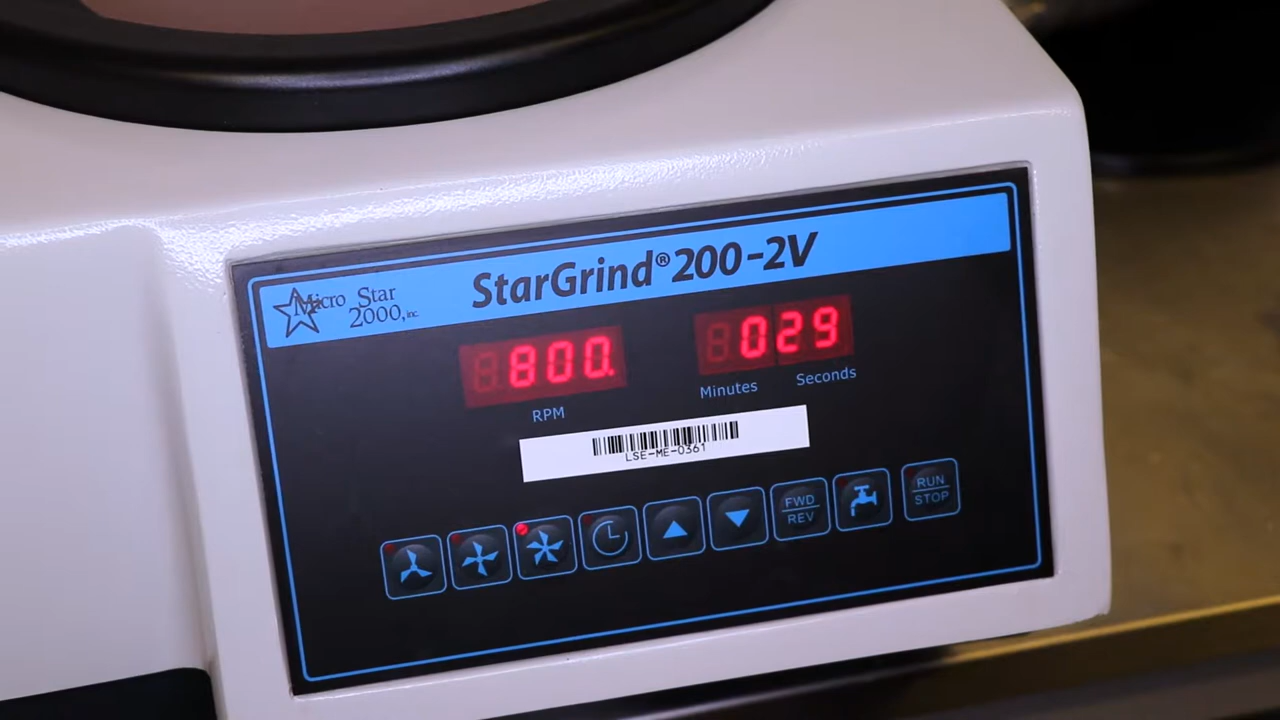 Micro Star
2000, inc.
StarGrind® 200-2V
800.
029
RPM
Minutes
Seconds
LSE-ME-0361
FWD
REV
RUN
STOP